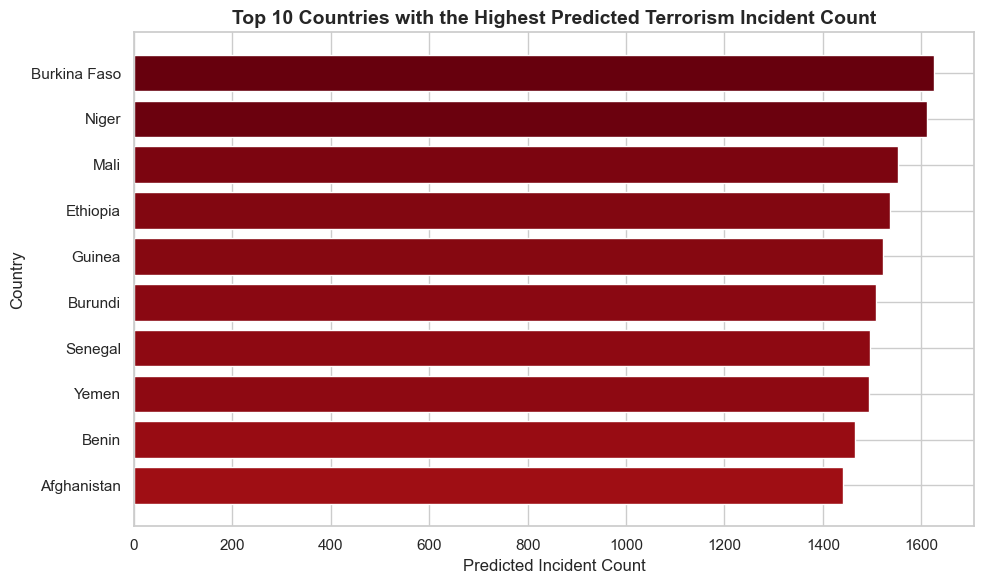 Top 10 Countries with the Highest Predicted Terrorism Incident Count
Country
Burkina Faso
Niger
Mali
Ethiopia
Guinea
Burundi
Senegal
Yemen
Benin
Afghanistan
0 200 400 600 800 1000 1200 1400 1600
Predicted Incident Count